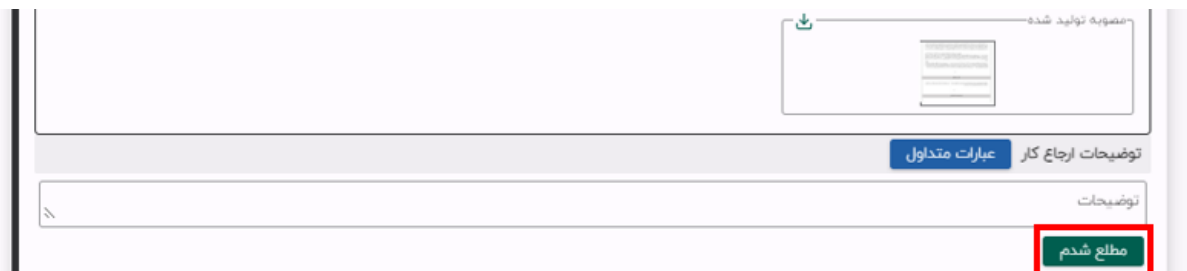 مصوبه تولید شده
توضیحات ارجاع کار
عبارات متداول
توضیحات
مطلع شدم